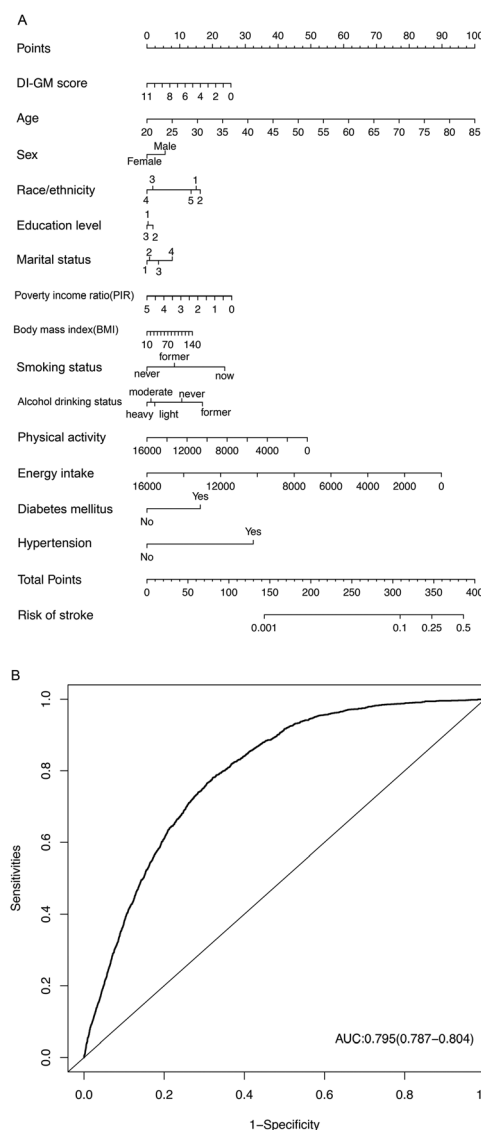 A
Points
0 10 20 30 40 50 60 70 80 90 100
DI-GM score
11 8 6 4 2 0
Age
20 25 30 35 40 45 50 55 60 65 70 75 80 85
Sex
Male
Female
Race/ethnicity
3 1
4 5 2
Education level
1
3 2
Marital status
2 4
1 3
Poverty income ratio(PIR)
5 4 3 2 1 0
Body mass index(BMI)
10 70 140
Smoking status
former
never now
Alcohol drinking status
moderate never
heavy light former
Physical activity
16000 12000 8000 4000 0
Energy intake
16000 12000 8000 6000 4000 2000 0
Diabetes mellitus
Yes
No
Hypertension
Yes
No
Total Points
0 50 100 150 200 250 300 350 400
Risk of stroke
0.001 0.1 0.25 0.5
B
Sensitivities
1.0
0.8
0.6
0.4
0.2
0.0
AUC:0.795(0.787−0.804)
0.0 0.2 0.4 0.6 0.8
1-Specificity